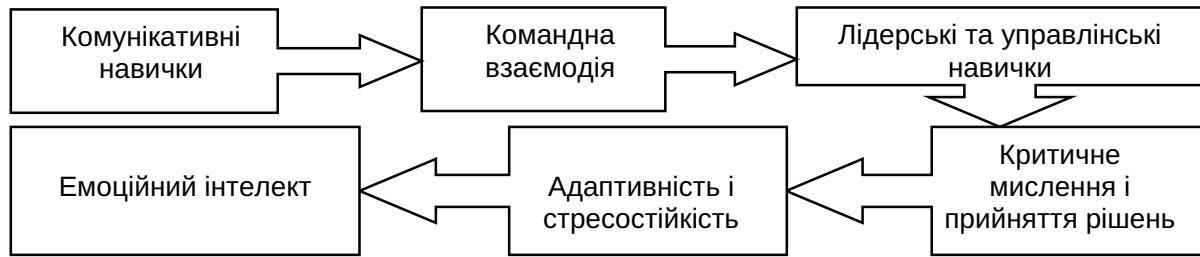 Комунікативні
навички
Командна
взаємодія
Лідерські та управлінські
навички
Критичне
мислення і
прийняття рішень
Адаптивність і
стресостійкість
Емоційний інтелект